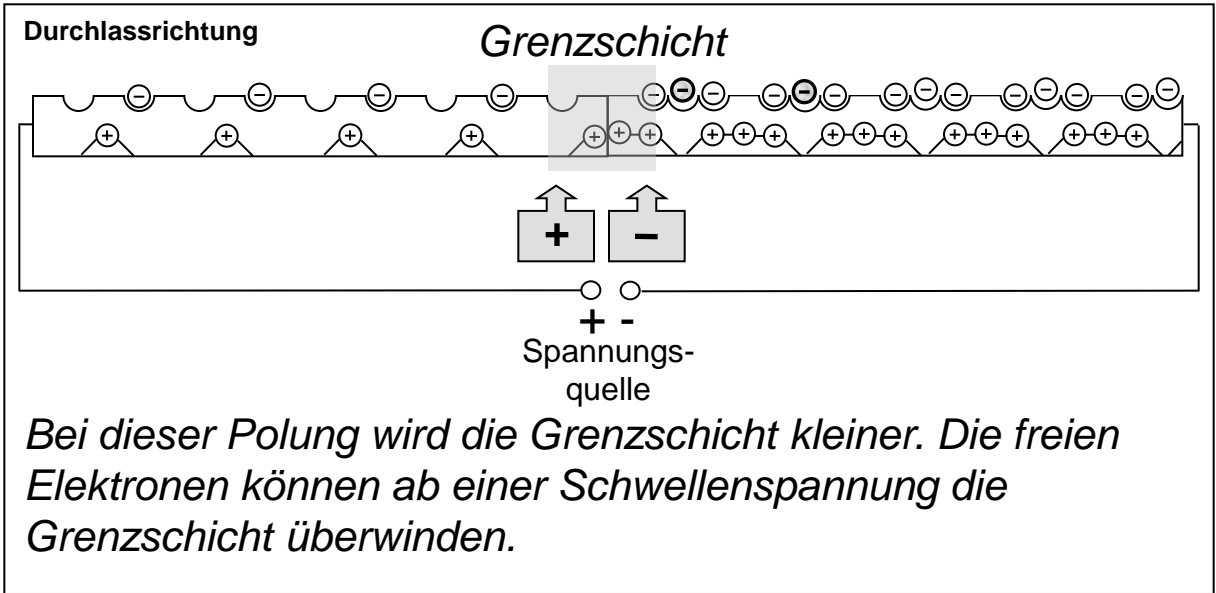 Durchlassrichtung
Grenzschicht
− − − − − − − − − − − − − − − − − −
+ + + + + + + + + + + + + + + + + + +
+ −
+ -
Spannungs-
quelle
Bei dieser Polung wird die Grenzschicht kleiner. Die freien
Elektronen können ab einer Schwellenspannung die
Grenzschicht überwinden.